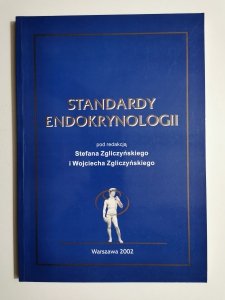 STANDARDY
ENDOKRYNOLOGII
pod redakcją
Stefana Zgliczyńskiego
i Wojciecha Zgliczyńskiego
Warszawa 2002